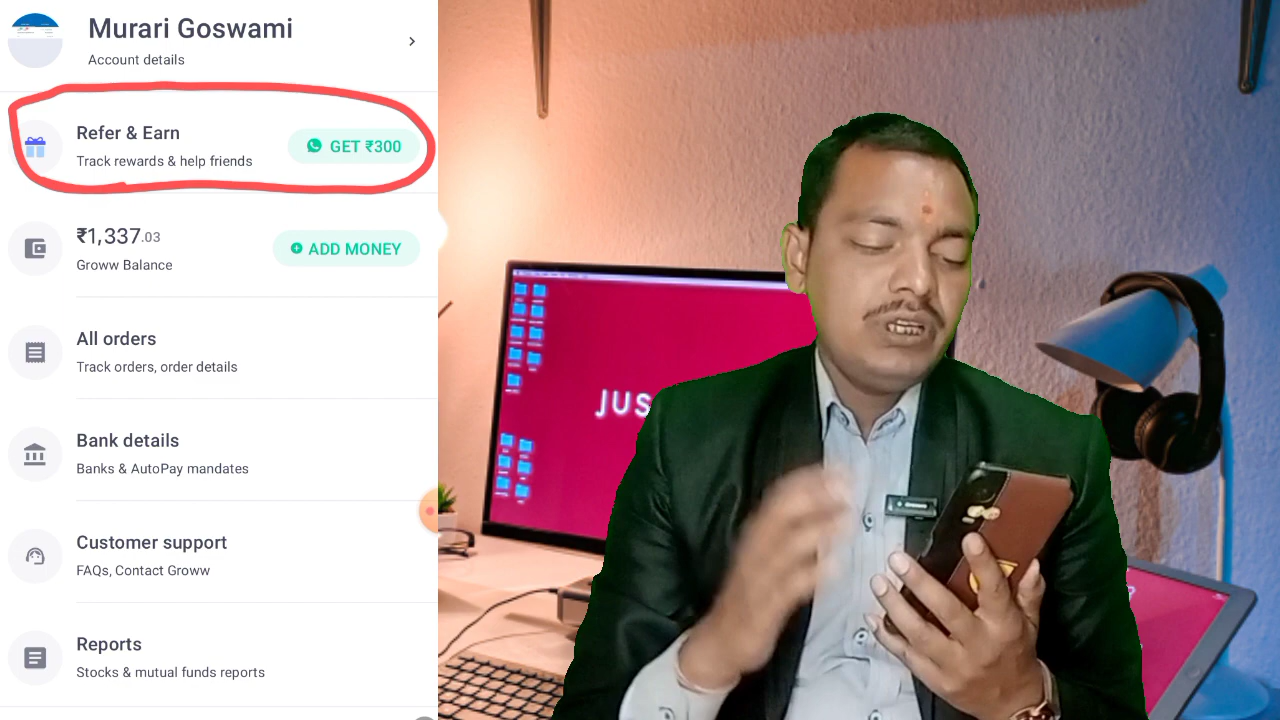 Murari Goswami
Account details
Refer & Earn
Track rewards & help friends
GET ₹300
₹1,337.03
Groww Balance
ADD MONEY
All orders
Track orders, order details
Bank details
Banks & AutoPay mandates
Customer support
FAQs, Contact Groww
Reports
Stocks & mutual funds reports
JUS